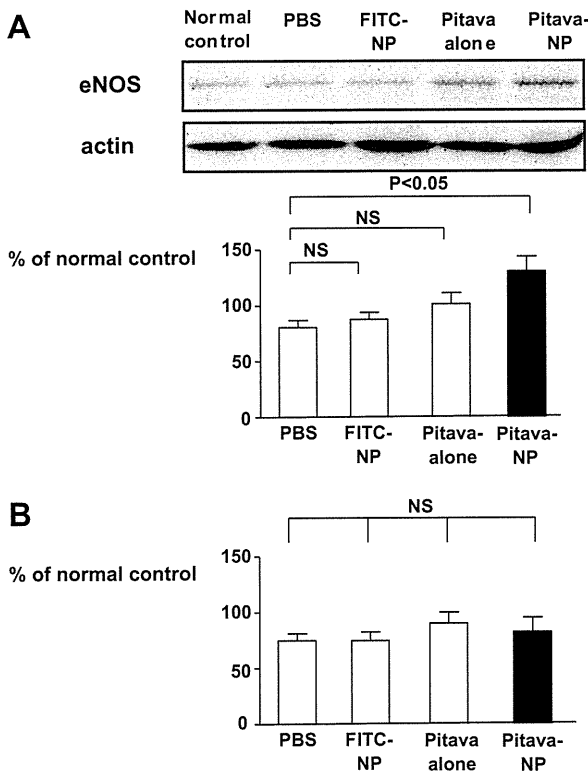 A
Normal control
PBS
FITC-NP
Pitava alone
Pitava-NP
eNOS
actin
P<0.05
NS
NS
% of normal control
150
100
50
0
PBS
FITC-NP
Pitava-alone
Pitava-NP
B
NS
% of normal control
150
100
50
0
PBS
FITC-NP
Pitava alone
Pitava-NP